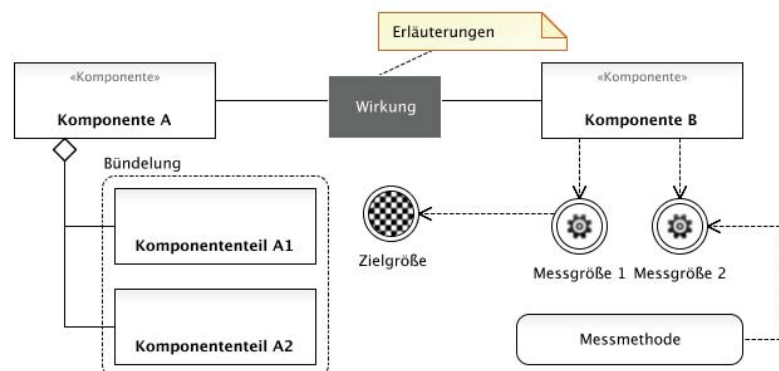 Erläuterungen
«Komponente»
Komponente A
Wirkung
«Komponente»
Komponente B
Bündelung
Komponententeil A1
Zielgröße
Messgröße 1
Messgröße 2
Komponententeil A2
Messmethode